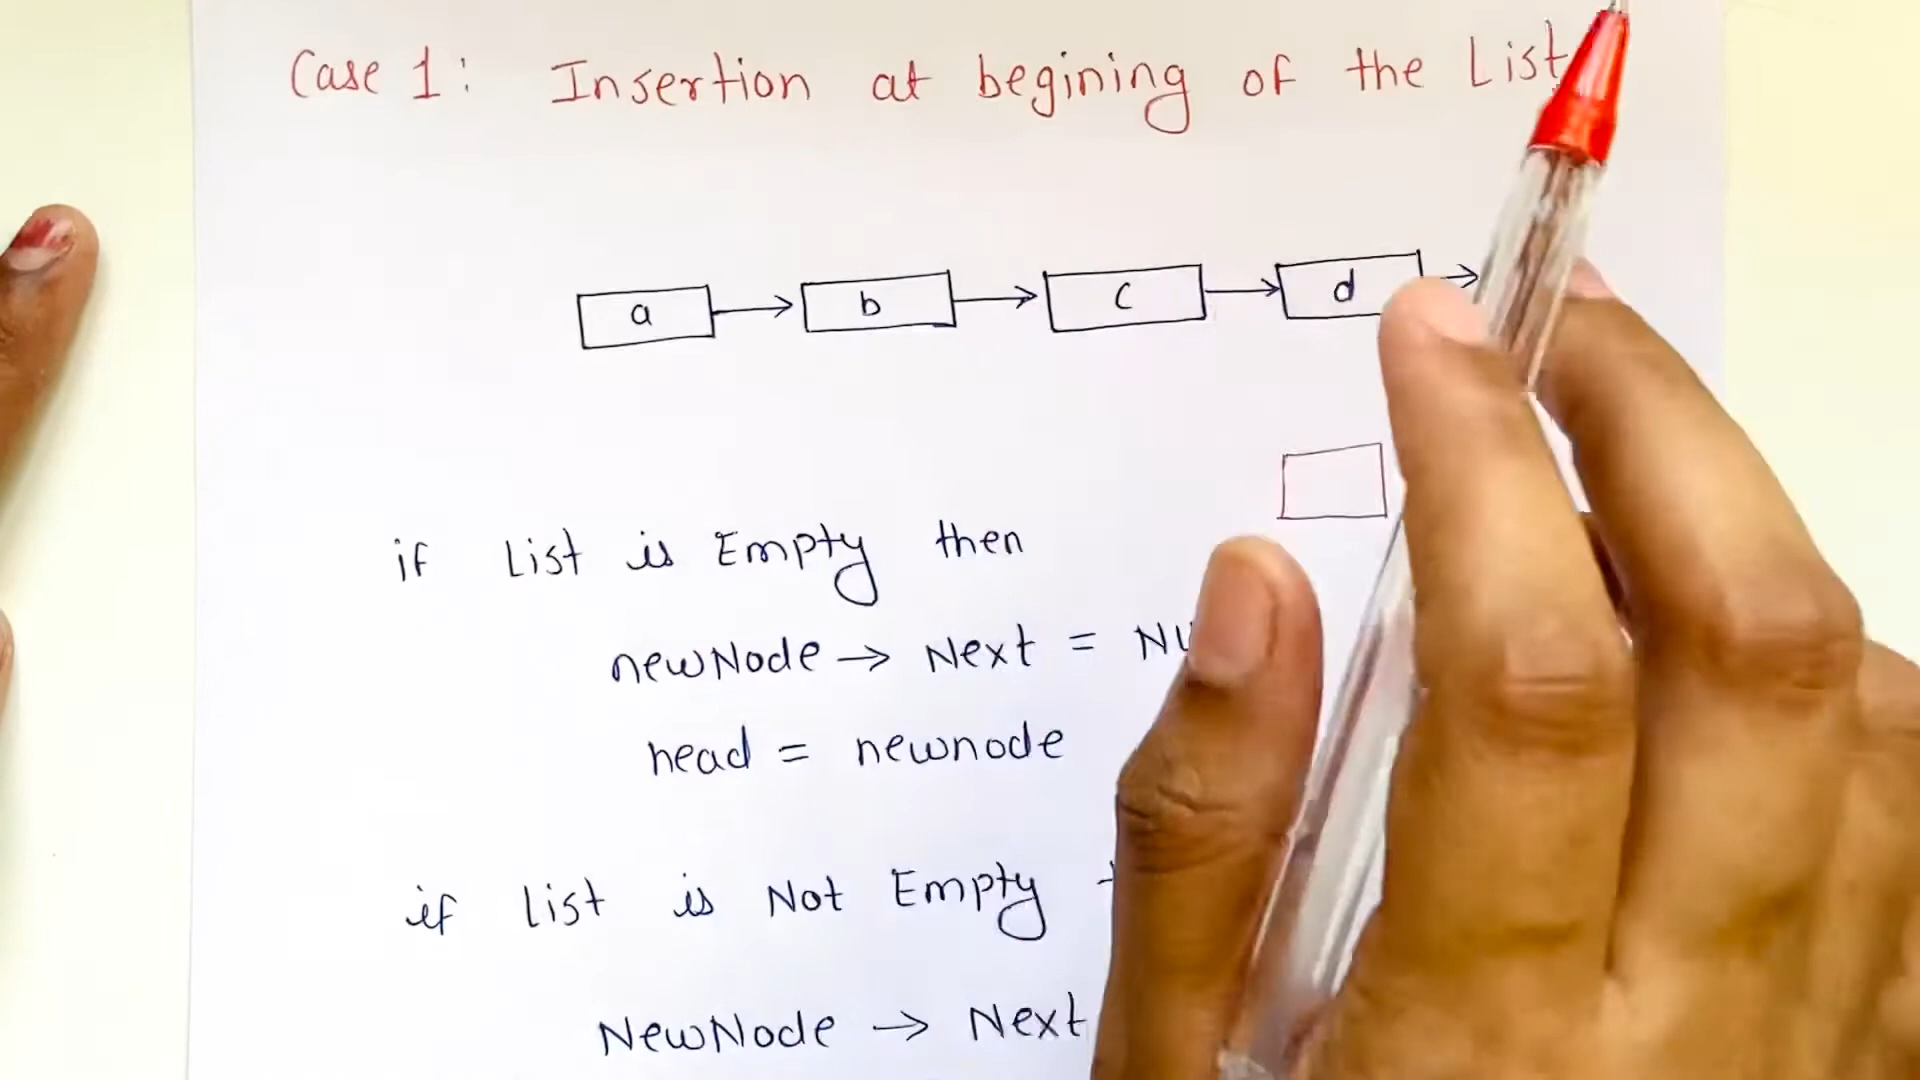 Case 1: Insertion at begining of the List
a → b → c → d →
if List is Empty then
newNode → Next =
head = newnode
if list is Not Empty
NewNode → Next